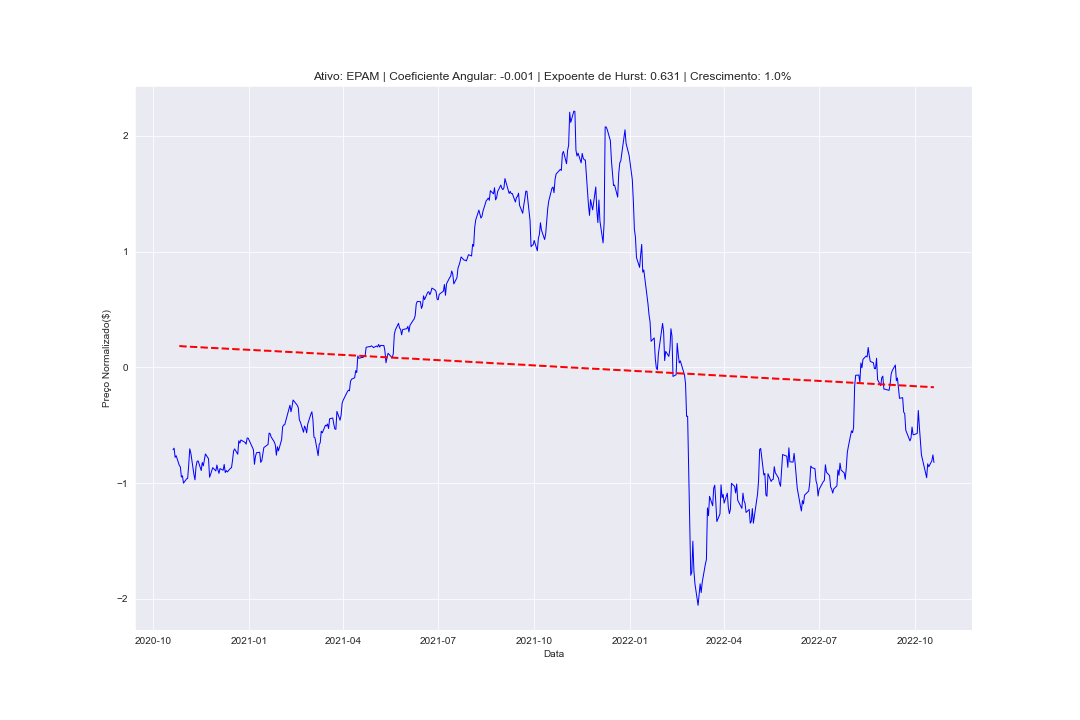 Ativo: EPAM | Coeficiente Angular: -0.001 | Expoente de Hurst: 0.631 | Crescimento: 1.0%
2
1
0
−1
−2
Preço Normalizado($)
2020-10 2021-01 2021-04 2021-07 2021-10 2022-01 2022-04 2022-07 2022-10
Data